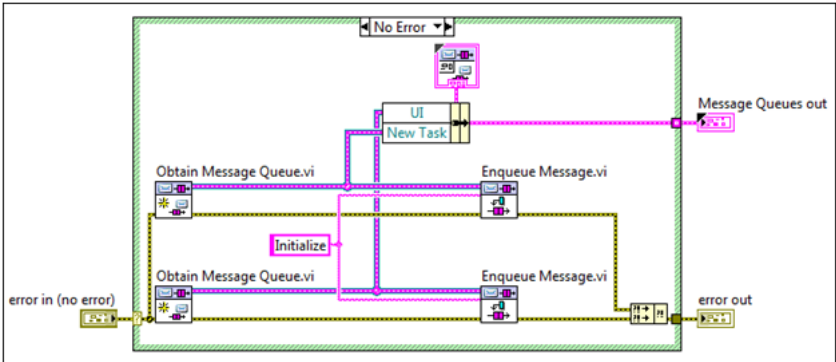 No Error
Message Queues out
UI
New Task
Obtain Message Queue.vi
Enqueue Message.vi
Initialize
Obtain Message Queue.vi
Enqueue Message.vi
error in (no error)
error out